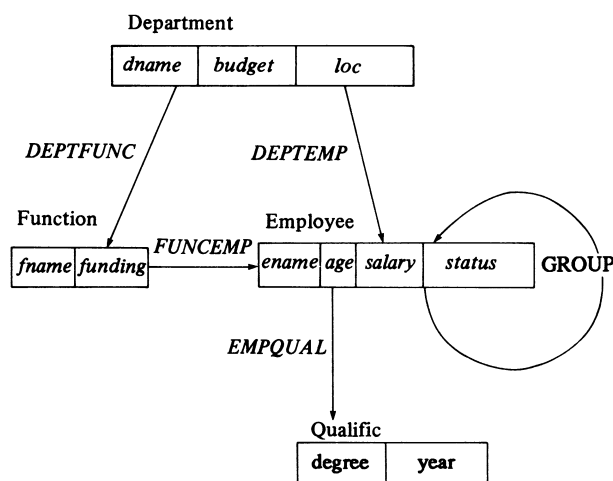 Department
dname budget loc
DEPTFUNC DEPTEMP
Function Employee
fname funding FUNCEMP ename age salary status GROUP
EMPQUAL
Qualific
degree year